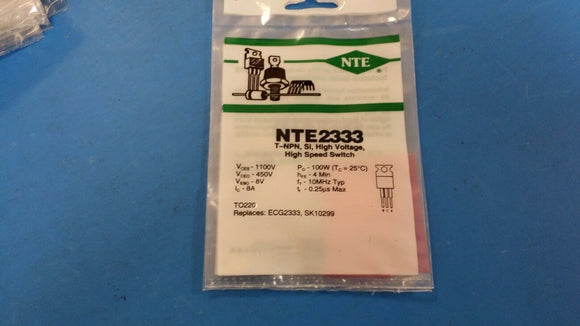 NTE
NTE2333
T-NPN, Si, High Voltage,
High Speed Switch
VCES - 1100V PD - 100W (TC = 25°C)
VCEO - 450V hFE - 4 Min
VEBO - 8V fT - 10MHz Typ
IC - 8A tf - 0.25µs Max
TO220
Replaces: ECG2333, SK10299
B C E